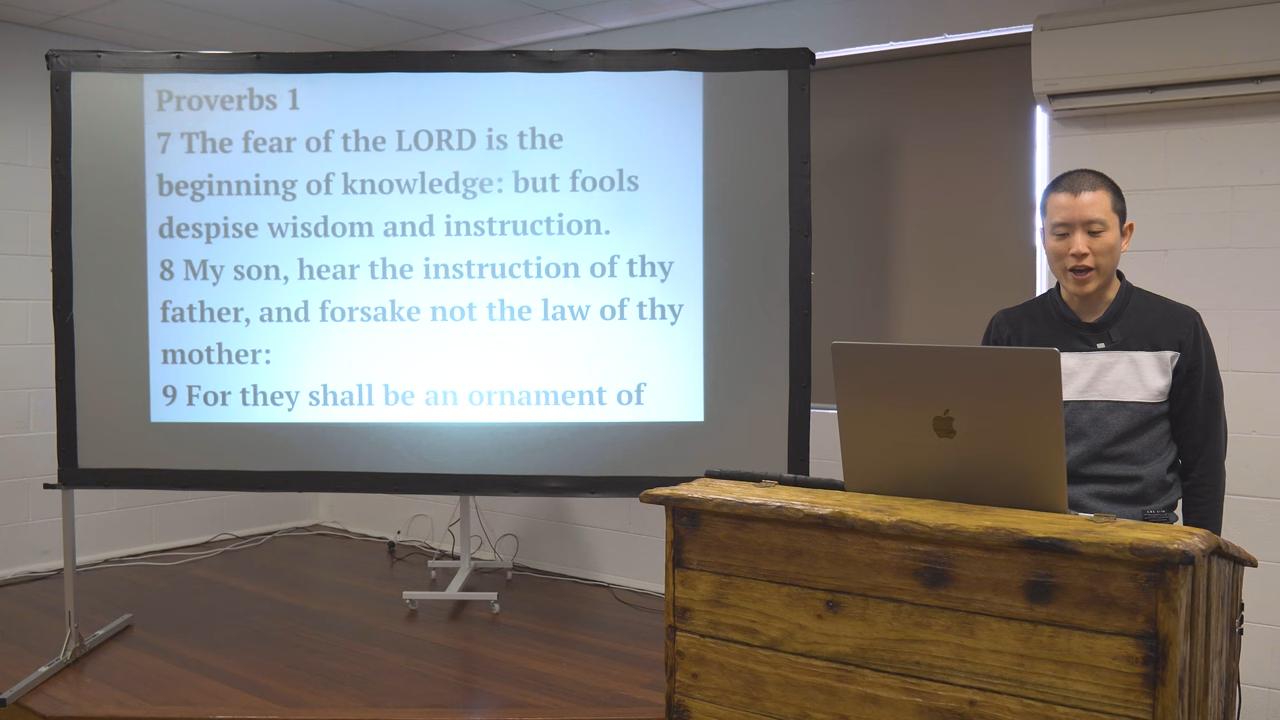 Proverbs 1
7 The fear of the LORD is the
beginning of knowledge: but fools
despise wisdom and instruction.
8 My son, hear the instruction of thy
father, and forsake not the law of thy
mother:
9 For they shall be an ornament of